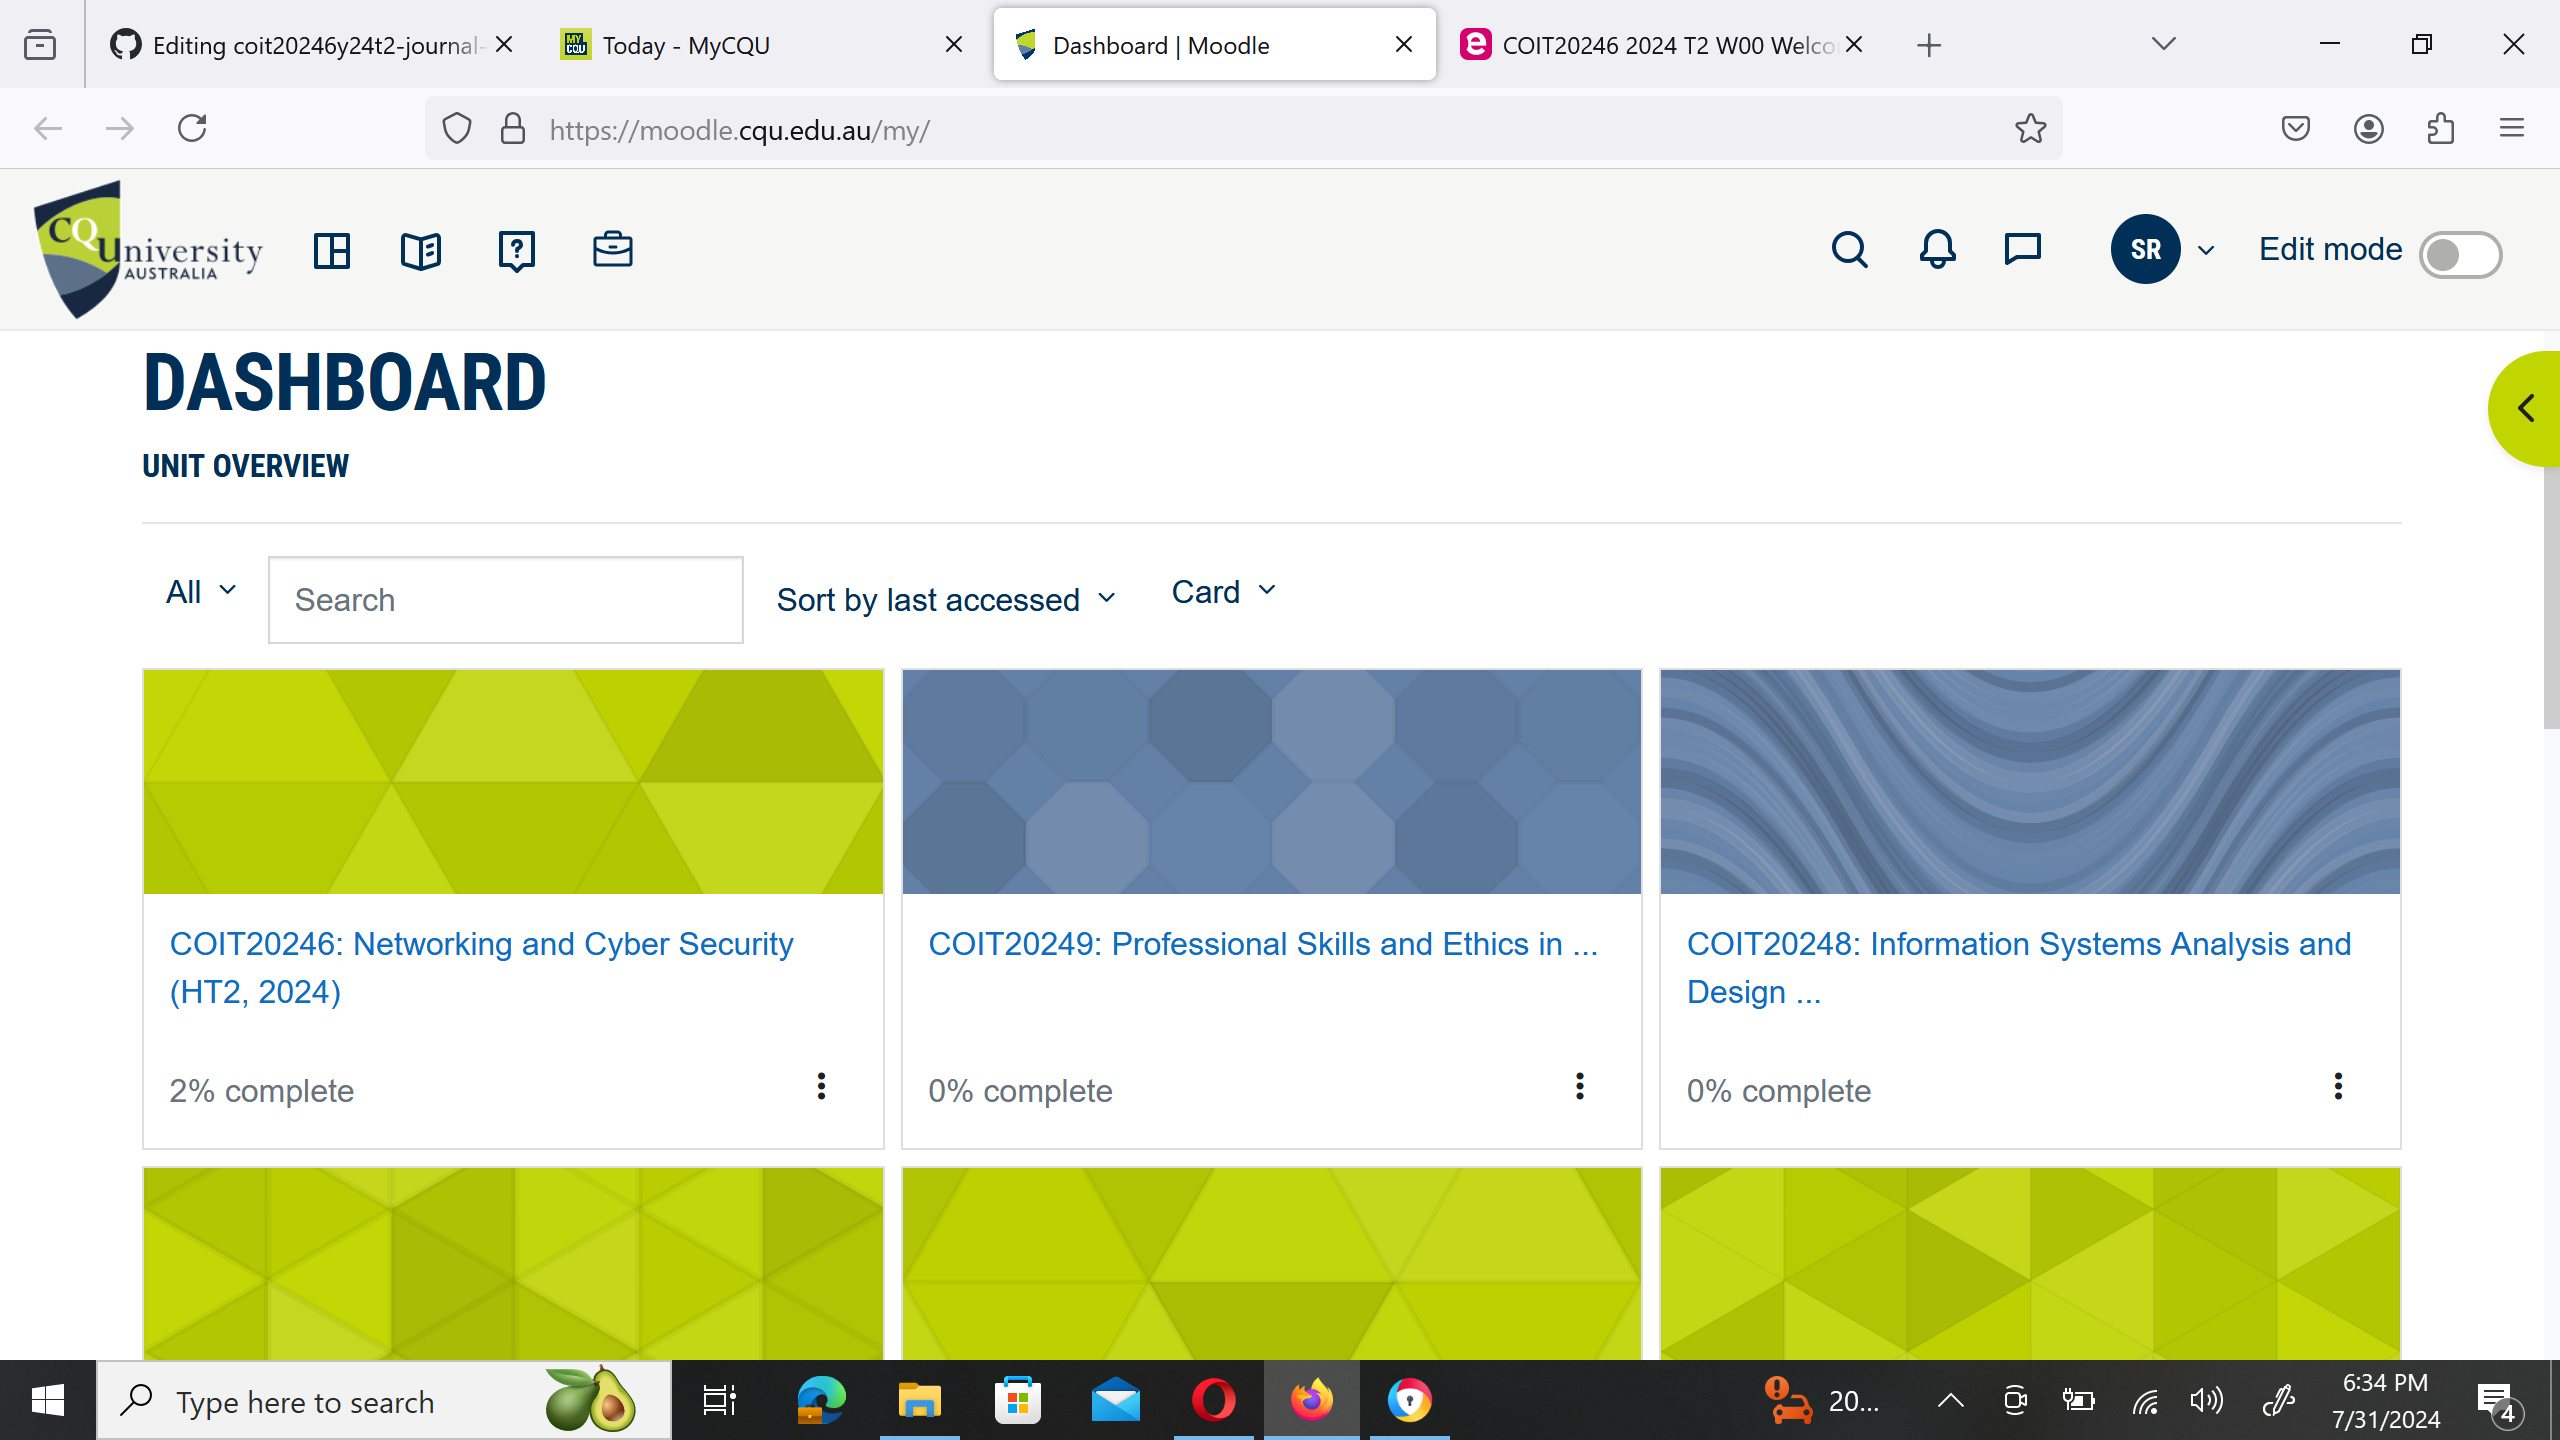 Editing coit20246y24t2-journal-
Today - MyCQU
Dashboard | Moodle
COIT20246 2024 T2 W00 Welco
https://moodle.cqu.edu.au/my/
CQUniversity
AUSTRALIA
SR
Edit mode
DASHBOARD
UNIT OVERVIEW
All
Search
Sort by last accessed
Card
COIT20246: Networking and Cyber Security
(HT2, 2024)
2% complete
COIT20249: Professional Skills and Ethics in ...
0% complete
COIT20248: Information Systems Analysis and
Design ...
0% complete
Type here to search
20...
6:34 PM
7/31/2024
4